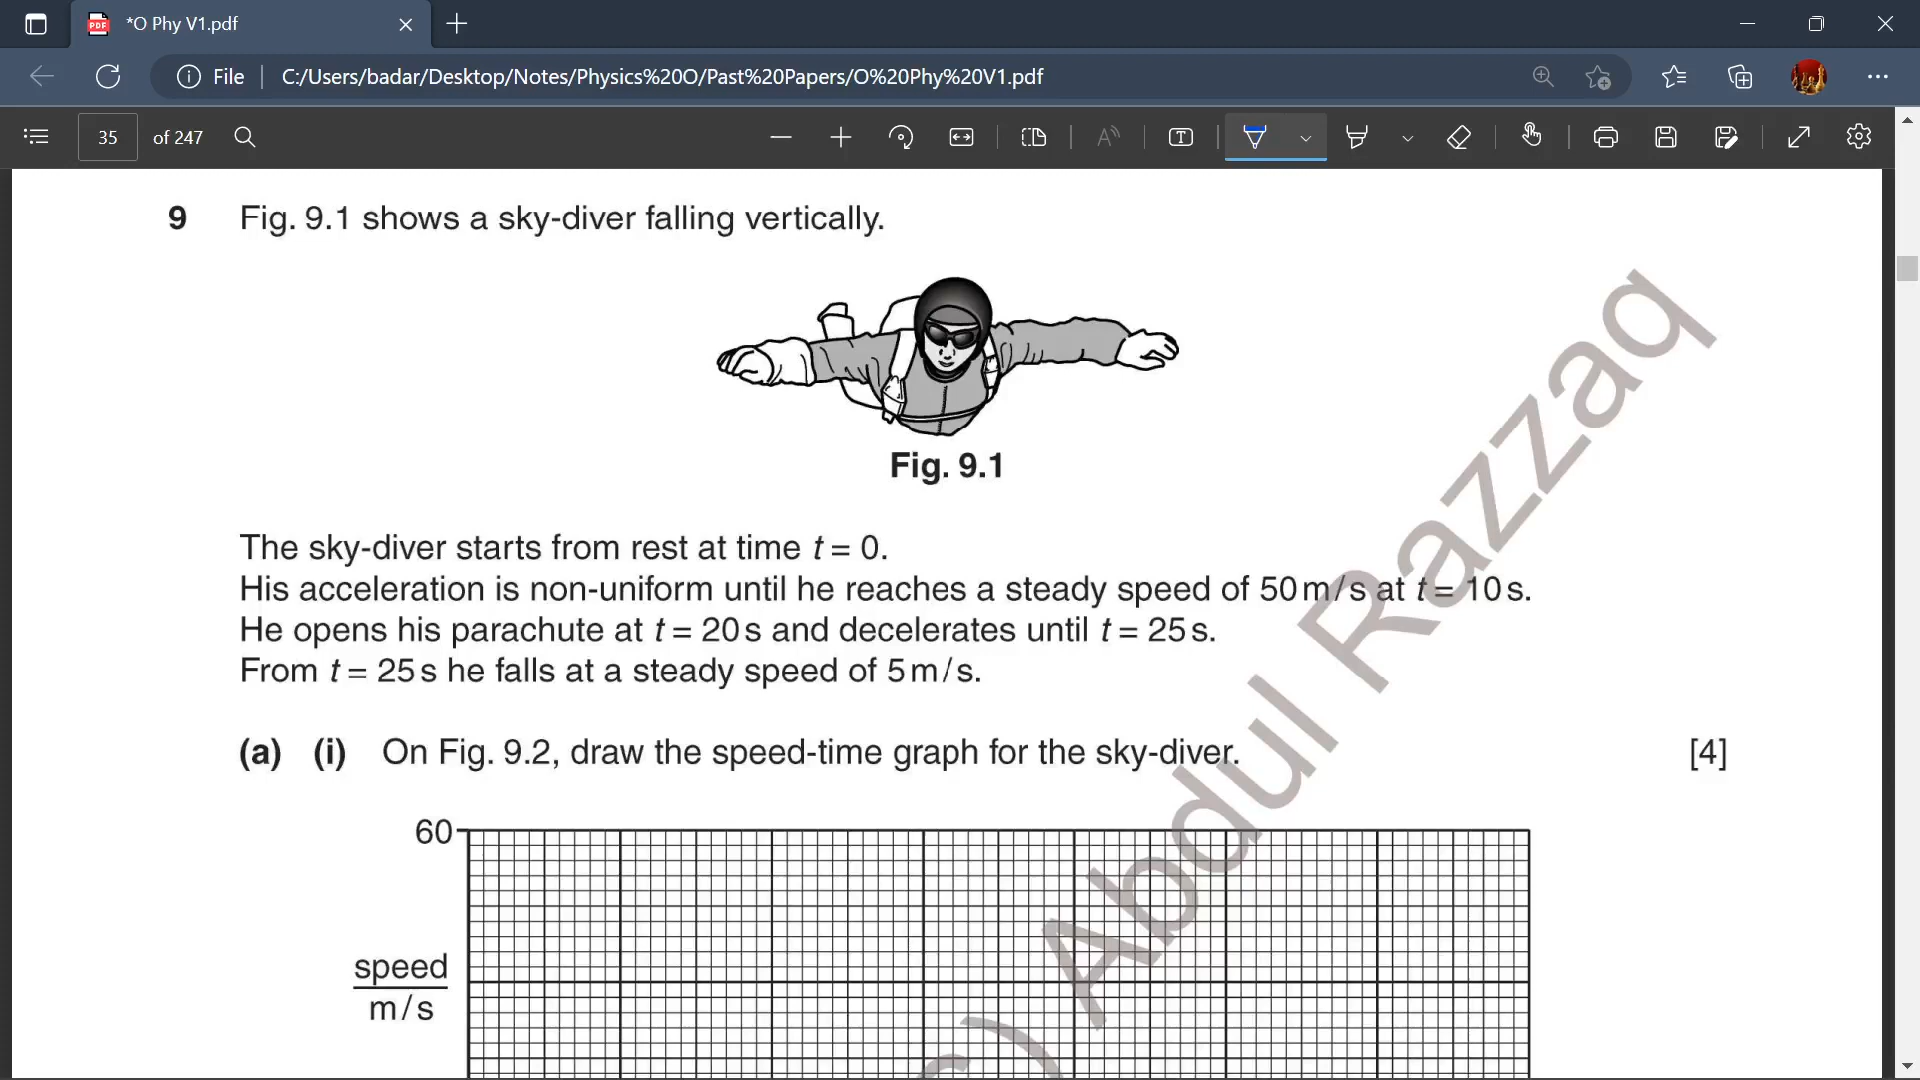 *O Phy V1.pdf
File
C:/Users/badar/Desktop/Notes/Physics%20O/Past%20Papers/O%20Phy%20V1.pdf
35 of 247
9 Fig. 9.1 shows a sky-diver falling vertically.
Fig. 9.1
The sky-diver starts from rest at time t = 0.
His acceleration is non-uniform until he reaches a steady speed of 50 m/s at t = 10 s.
He opens his parachute at t = 20 s and decelerates until t = 25 s.
From t = 25 s he falls at a steady speed of 5 m/s.
(a) (i) On Fig. 9.2, draw the speed-time graph for the sky-diver. [4]
60
speed
m/s
Abdul Razzaq